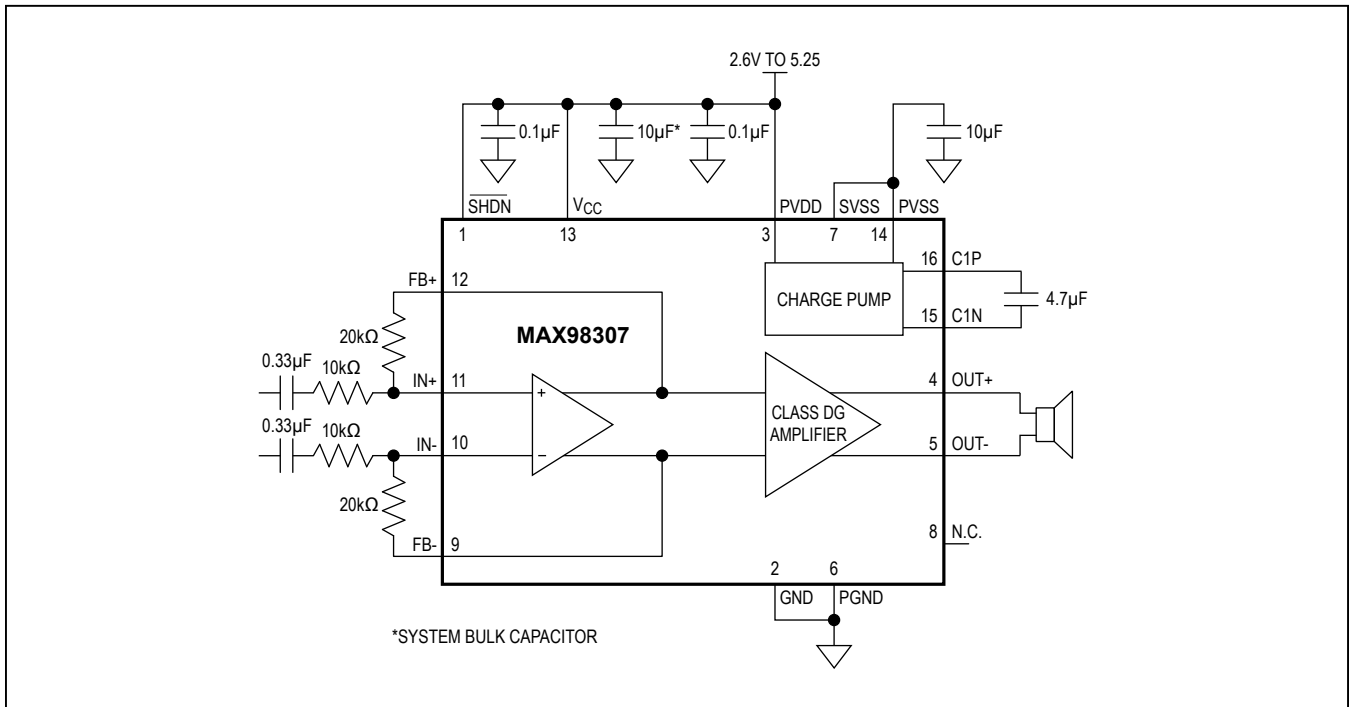 2.6V TO 5.25
0.1µF
10µF*
0.1µF
10µF
SHDN
VCC
PVDD
SVSS
PVSS
1
13
3
7
14
16
C1P
FB+
12
CHARGE PUMP
4.7µF
15
C1N
20kΩ
MAX98307
0.33µF
10kΩ
IN+
11
+
4
OUT+
CLASS DG
AMPLIFIER
0.33µF
10kΩ
IN-
10
−
5
OUT-
20kΩ
8
N.C.
FB-
9
2
6
GND
PGND
*SYSTEM BULK CAPACITOR